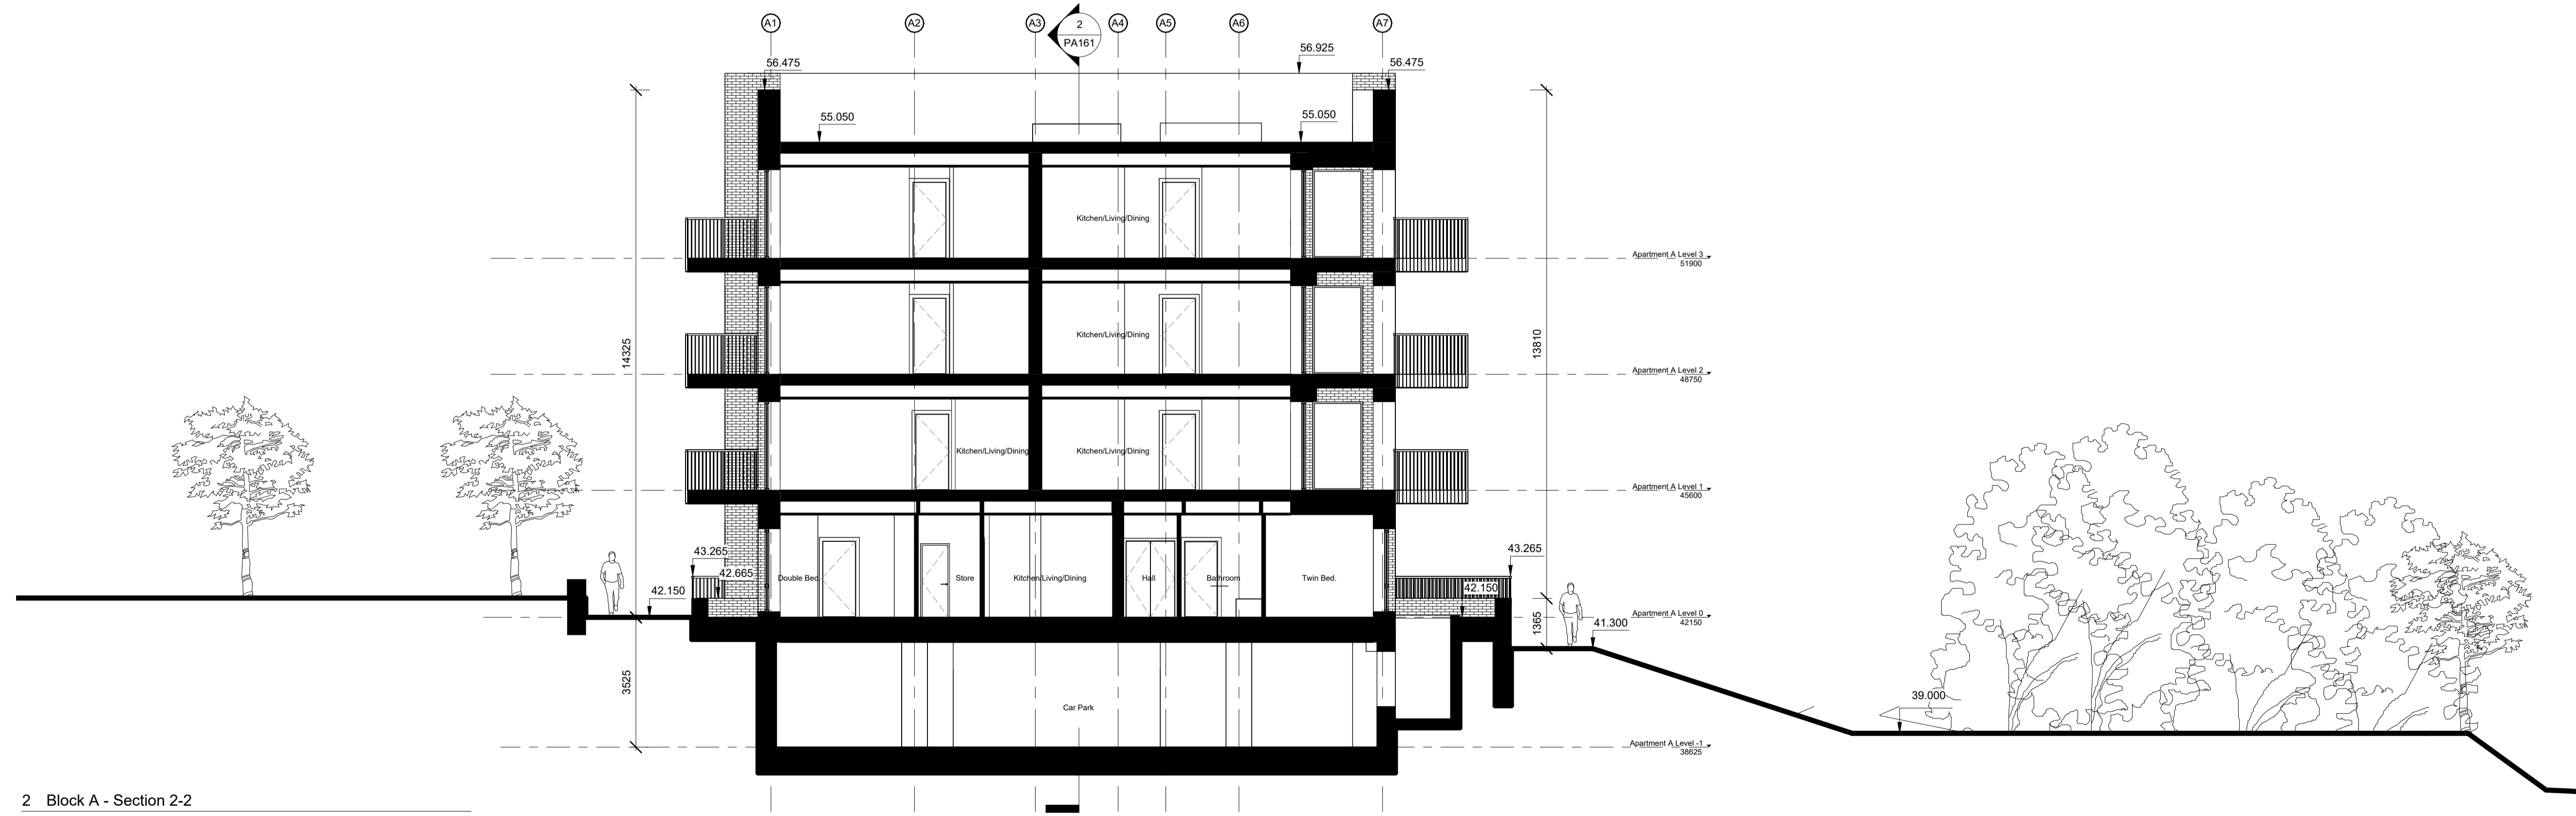 A1
A2
A3
2
PA161
A4
A5
A6
A7
56.475
56.925
56.475
55.050
55.050
Kitchen/Living/Dining
Apartment A Level 3
51900
14325
13810
Kitchen/Living/Dining
Apartment A Level 2
48750
Kitchen/Living/Dining
Kitchen/Living/Dining
Apartment A Level 1
45600
43.265
42.665
42.150
Double Bed.
Store
Kitchen/Living/Dining
Hall
Bathroom
Twin Bed.
43.265
42.150
1365
41.300
Apartment A Level 0
42150
3525
Car Park
39.000
Apartment A Level -1
38625
2 Block A - Section 2-2